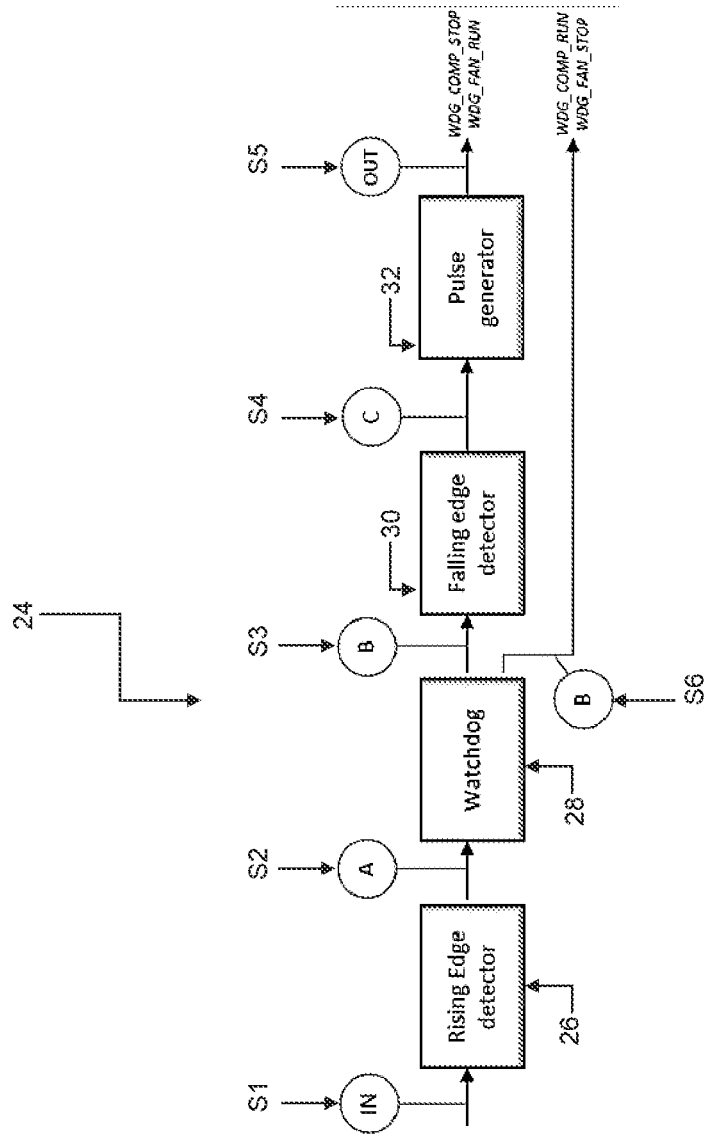 24
S1
S2
S3
S4
S5
IN
A
B
C
OUT
26
Rising Edge
detector
Watchdog
28
30
Falling edge
detector
32
Pulse
generator
WDG_COMP_STOP
WDG_FAN_RUN
B
S6
WDG_COMP_RUN
WDG_FAN_STOP